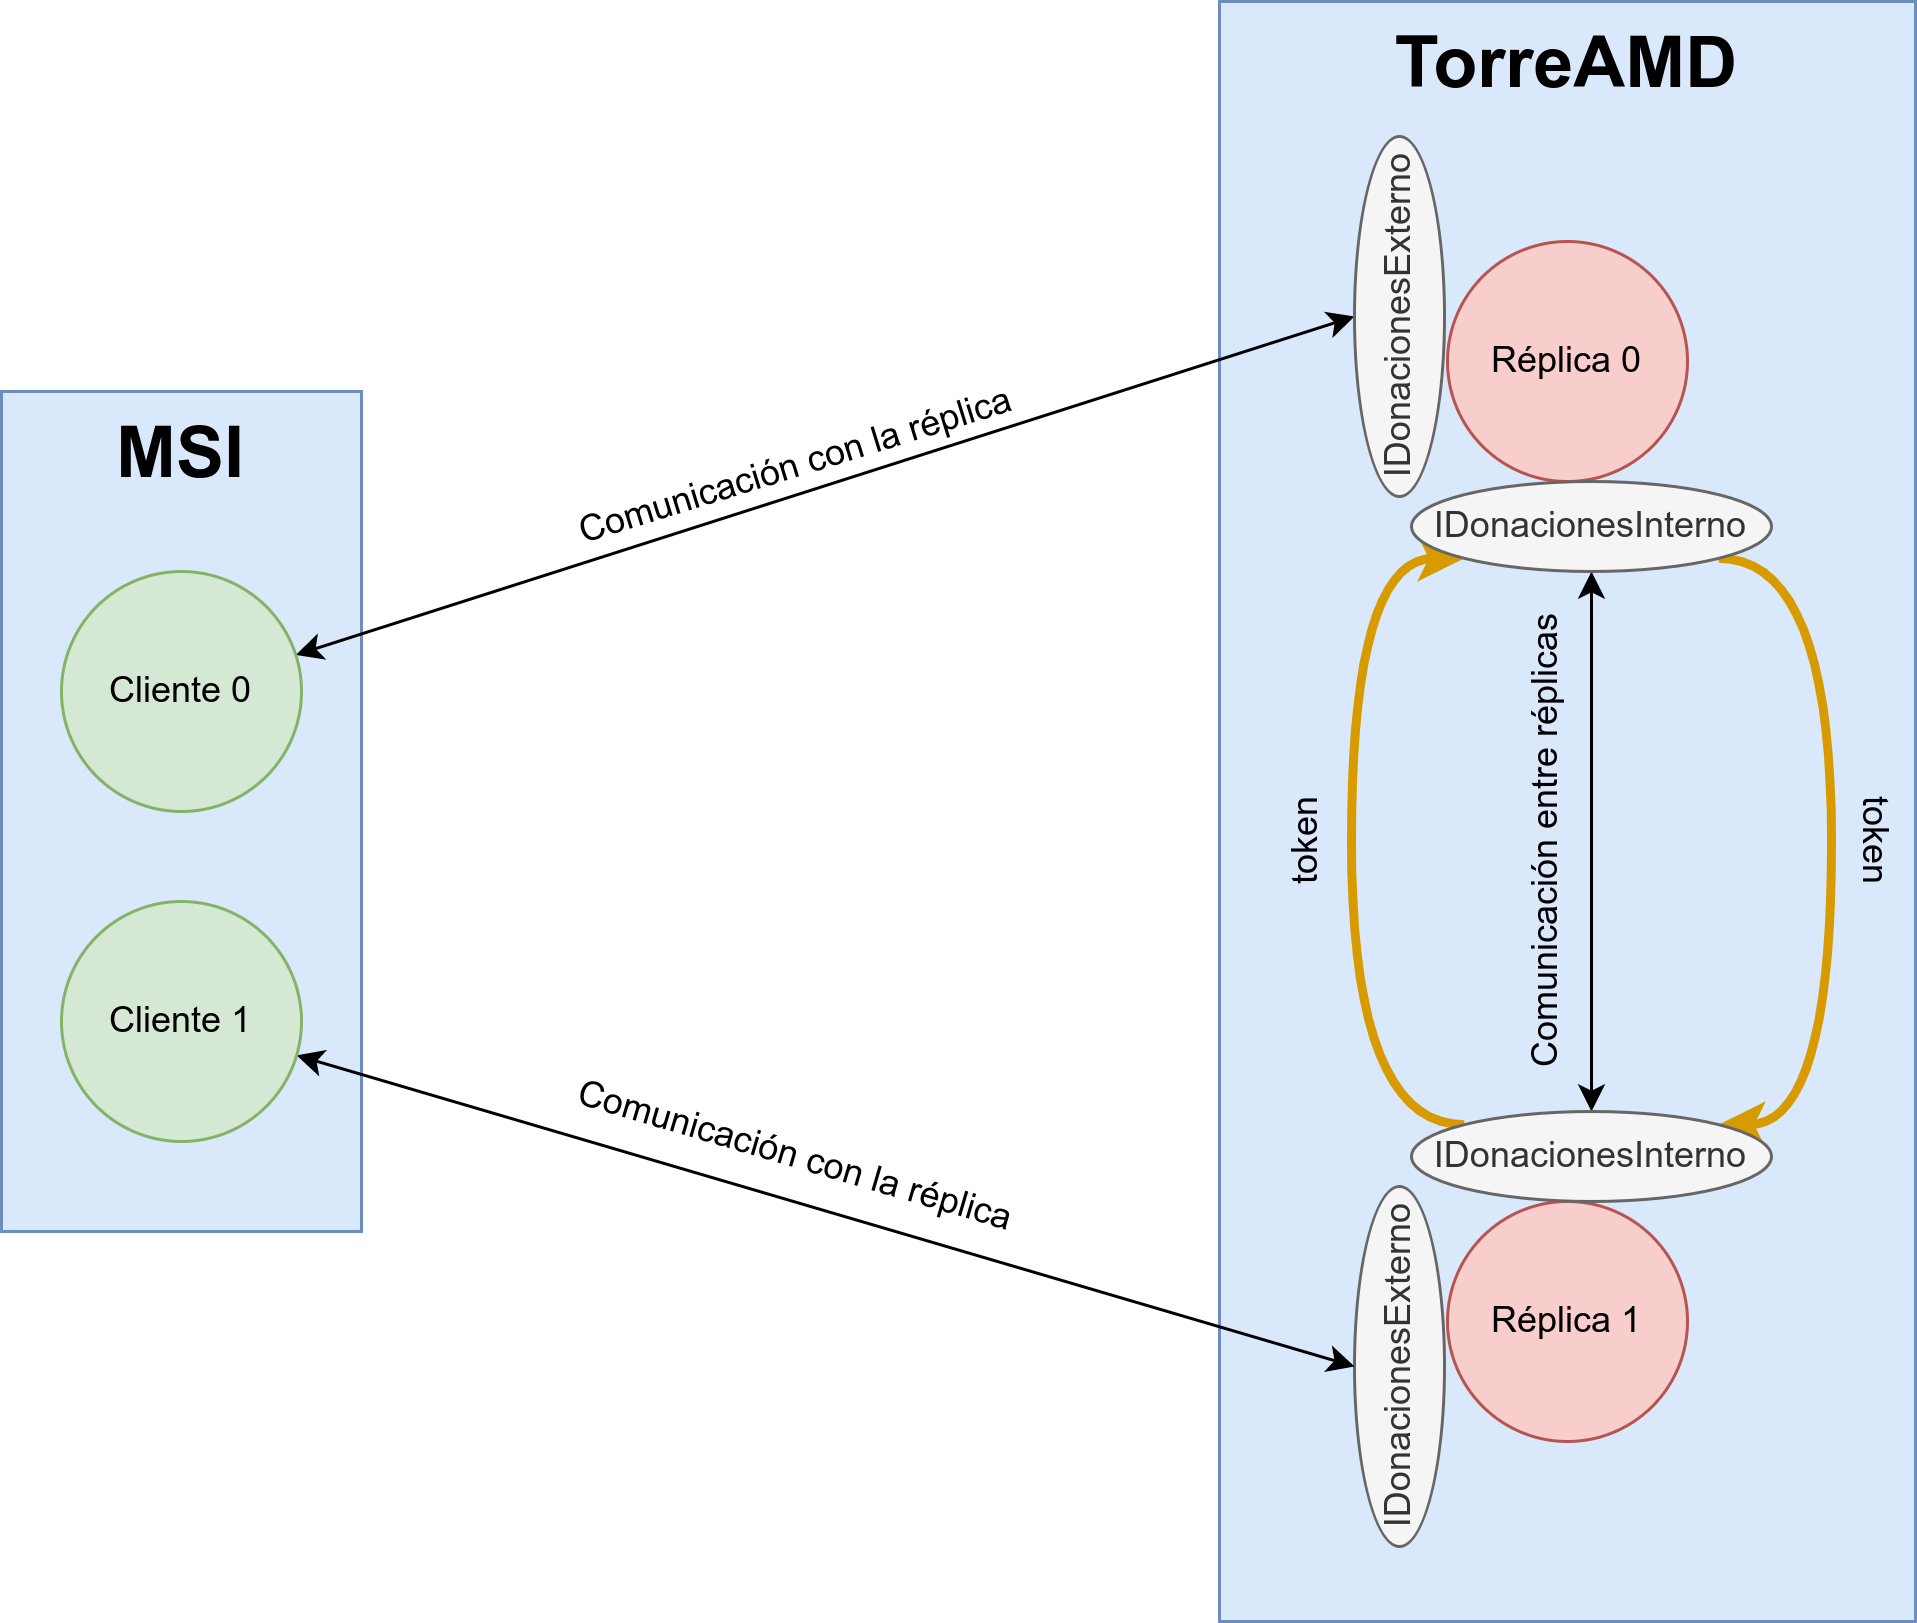 TorreAMD
IDonacionesExterno
Réplica 0
IDonacionesInterno
MSI
Comunicación con la réplica
Cliente 0
Comunicación entre réplicas
token
token
Cliente 1
Comunicación con la réplica
IDonacionesInterno
IDonacionesExterno
Réplica 1